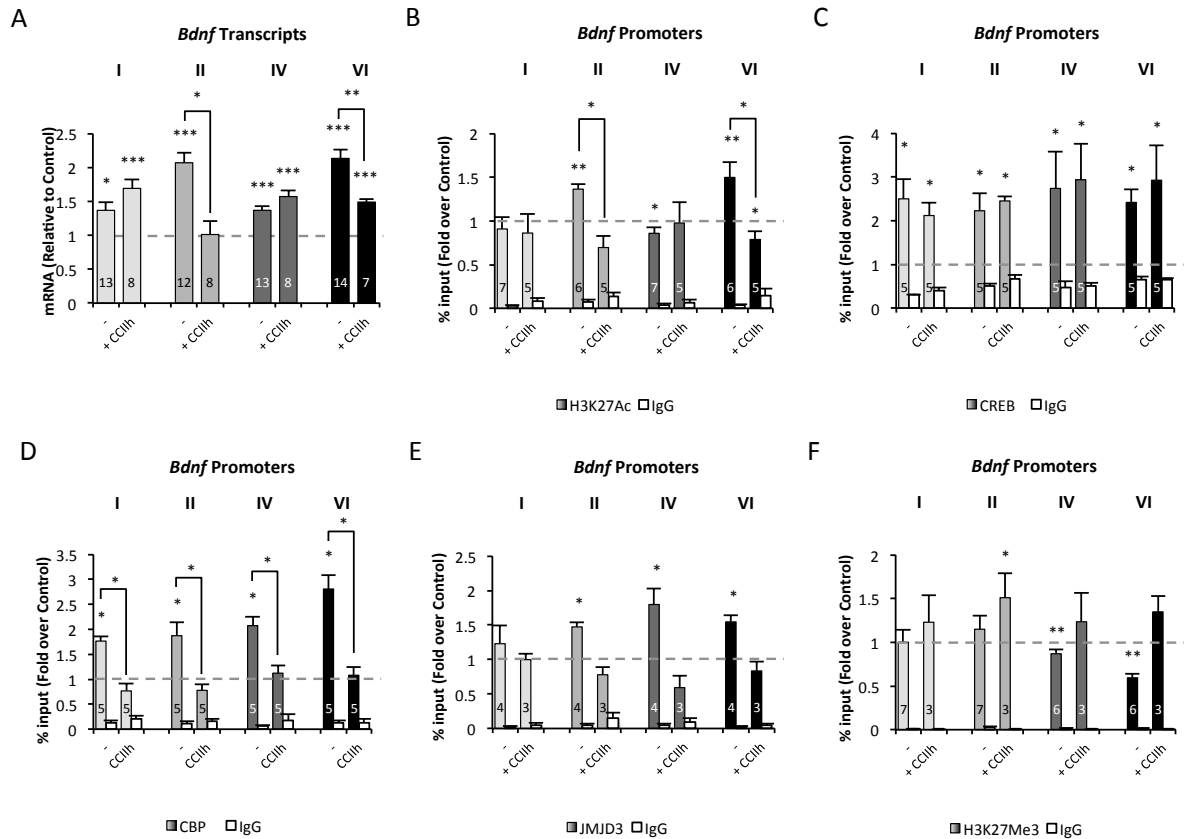 A
Bdnf Transcripts
I II IV VI
mRNA (Relative to Control)
2.5
2
1.5
1
0.5
0
* *** *** * *** *** *** ** ***
13 8 12 8 13 8 14 7
- + CCIIh - + CCIIh - + CCIIh - + CCIIh
B
Bdnf Promoters
I II IV VI
% input (Fold over Control)
2
1.5
1
0.5
0
** * * ** * *
7 5 6 5 7 5 6 5
- + CCIIh - + CCIIh - + CCIIh - + CCIIh
H3K27Ac IgG
C
Bdnf Promoters
I II IV VI
% input (Fold over Control)
4
3
2
1
0
* * * * * * * *
5 5 5 5 5 5 5 5
- CCIIh - CCIIh - CCIIh - CCIIh
CREB IgG
D
Bdnf Promoters
I II IV VI
% input (Fold over Control)
3.5
3
2.5
2
1.5
1
0.5
0
* * * * * * * *
5 5 5 5 5 5 5 5
- CCIIh - CCIIh - CCIIh - CCIIh
CBP IgG
E
Bdnf Promoters
I II IV VI
% input (Fold over Control)
2.5
2
1.5
1
0.5
0
* * *
4 3 4 3 4 3 4 3
- + CCIIh - + CCIIh - + CCIIh - + CCIIh
JMJD3 IgG
F
Bdnf Promoters
I II IV VI
% input (Fold over Control)
2
1.5
1
0.5
0
* ** **
7 3 7 3 6 3 6 3
- + CCIIh - + CCIIh - + CCIIh - + CCIIh
H3K27Me3 IgG